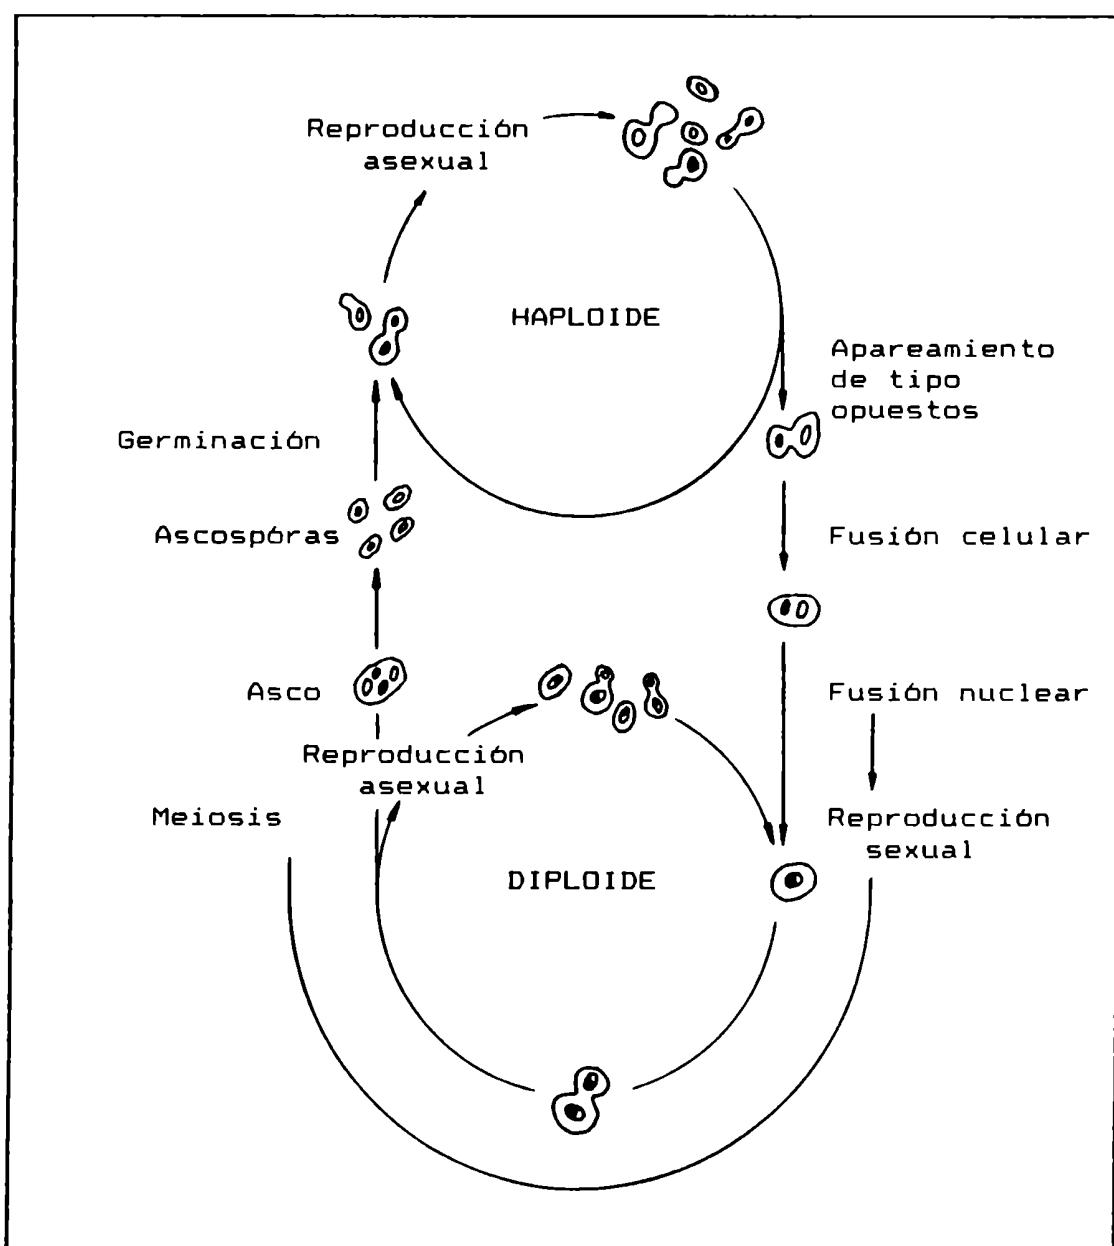 Reproducción
asexual
HAPLOIDE
Apareamiento
de tipo
opuestos
Germinación
Ascospóras
Fusión celular
Asco
Fusión nuclear
Reproducción
asexual
Meiosis
Reproducción
sexual
DIPLOIDE